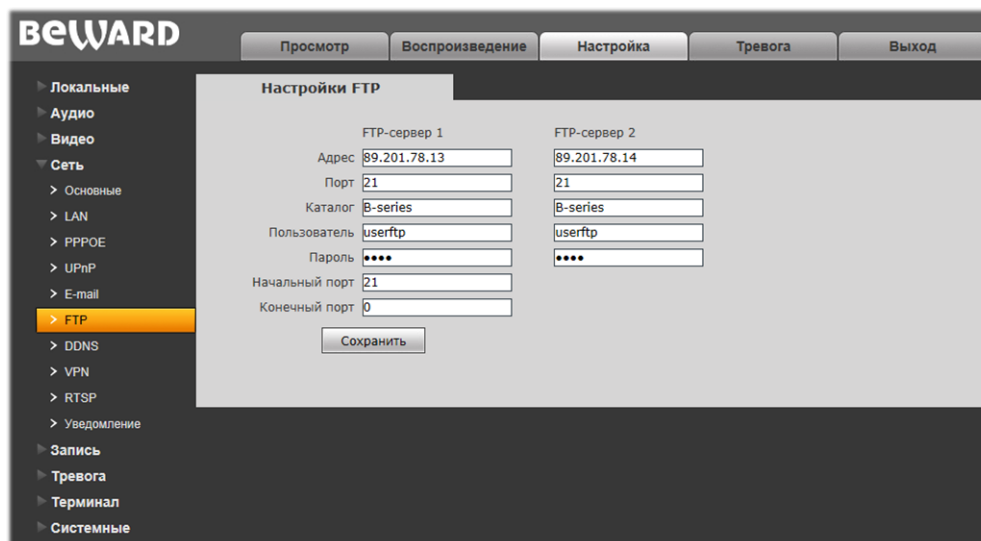 BEWARD
Просмотр Воспроизведение Настройка Тревога Выход
Локальные
Аудио
Видео
Сеть
> Основные
> LAN
> PPPOE
> UPnP
> E-mail
> FTP
> DDNS
> VPN
> RTSP
> Уведомление
Запись
Тревога
Терминал
Системные
Настройки FTP
FTP-сервер 1 FTP-сервер 2
Адрес 89.201.78.13 89.201.78.14
Порт 21 21
Каталог B-series B-series
Пользователь userftp userftp
Пароль •••• ••••
Начальный порт 21
Конечный порт 0
Сохранить